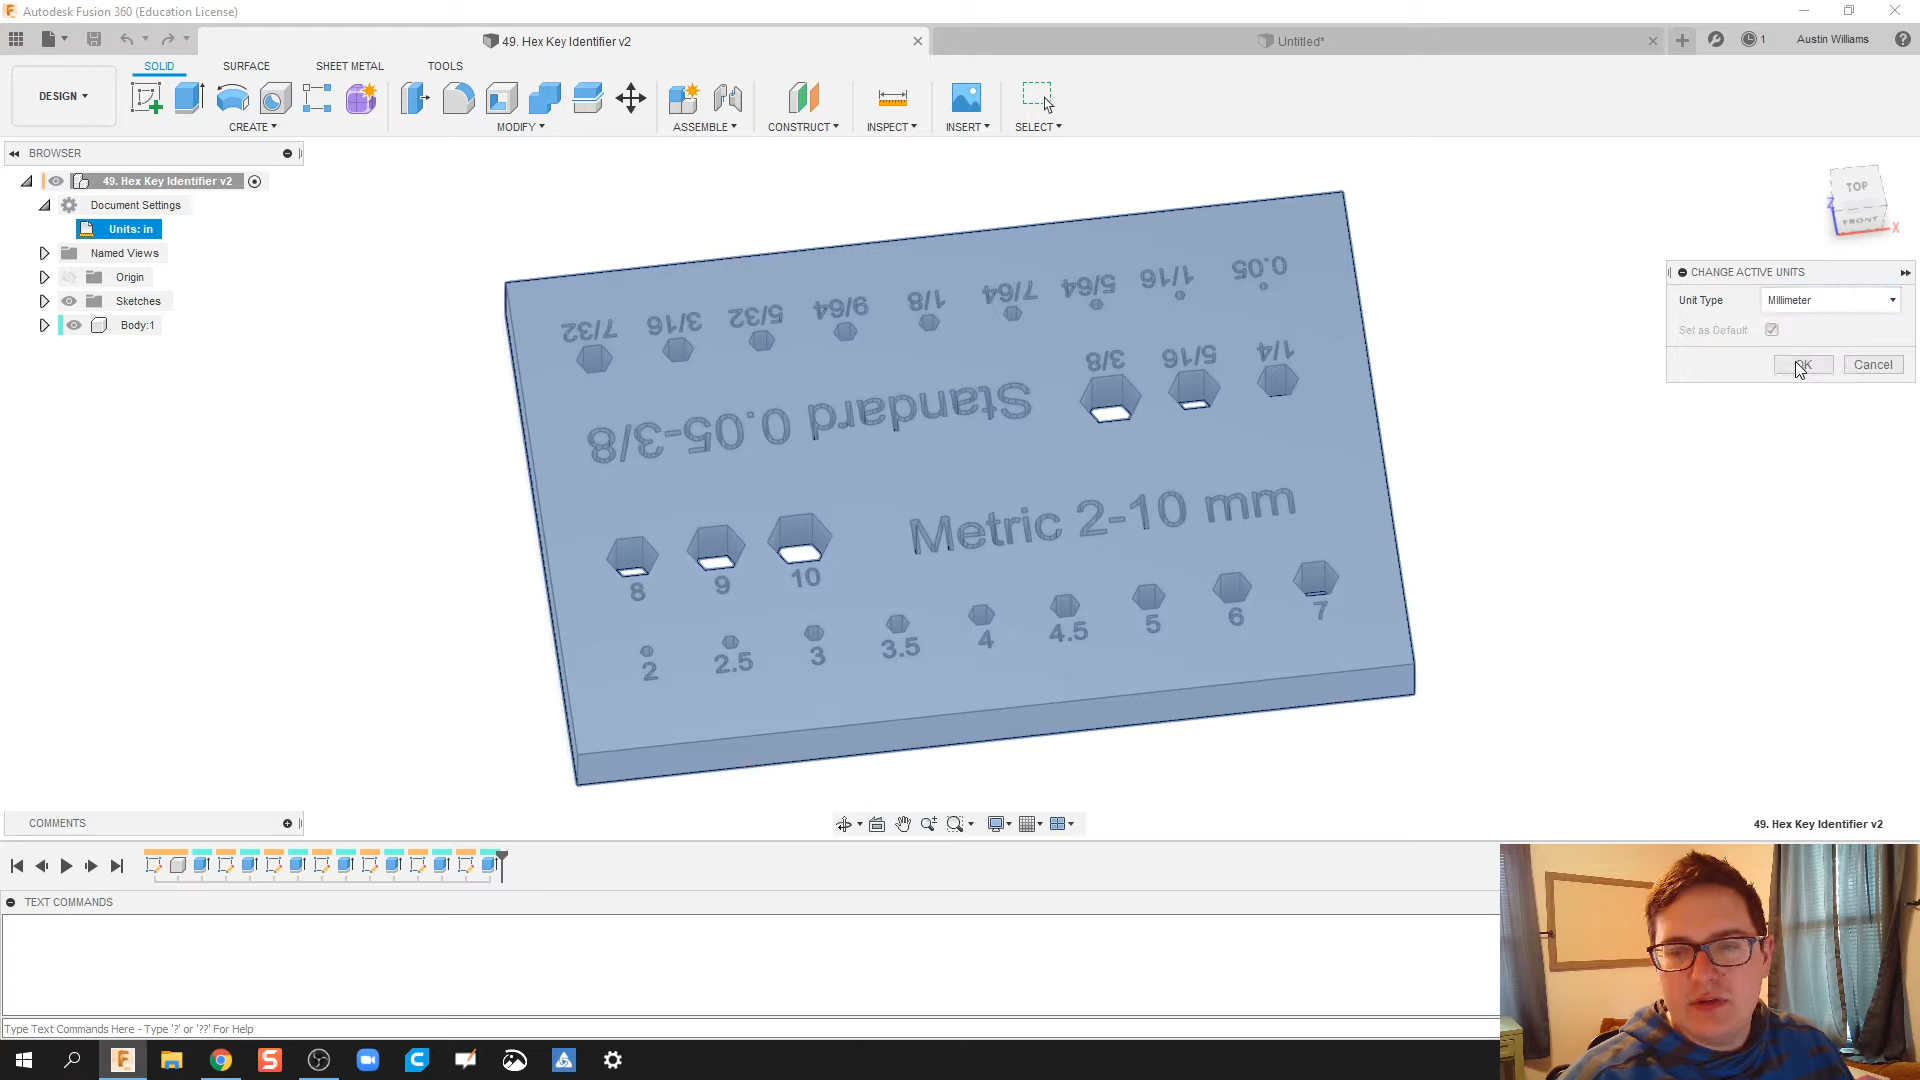 Autodesk Fusion 360 (Education License)
49. Hex Key Identifier v2
Untitled*
1
Austin Williams
DESIGN
SOLID
SURFACE
SHEET METAL
TOOLS
CREATE
MODIFY
ASSEMBLE
CONSTRUCT
INSPECT
INSERT
SELECT
BROWSER
49. Hex Key Identifier v2
Document Settings
Units: in
Named Views
Origin
Sketches
Body:1
TOP
FRONT
Z
X
CHANGE ACTIVE UNITS
Unit Type
Millimeter
Set as Default
OK
Cancel
7/32 3/16 5/32 9/64 1/8 7/64 5/64 1/16 0.05
3/8 5/16 1/4
Standard 0.05-3/8
Metric 2-10 mm
8 9 10
2 2.5 3 3.5 4 4.5 5 6 7
COMMENTS
49. Hex Key Identifier v2
TEXT COMMANDS
Type Text Commands Here - Type '?' or '??' For Help